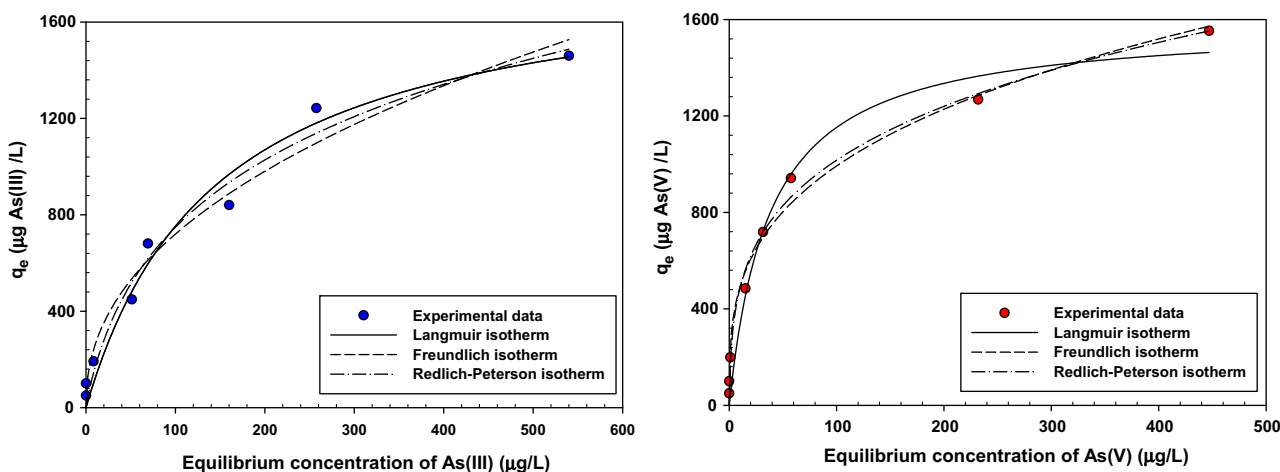 1600
1200
800
400
0
q_e (μg As(III) /L)
Experimental data
Langmuir isotherm
Freundlich isotherm
Redlich-Peterson isotherm
0 100 200 300 400 500 600
Equilibrium concentration of As(III) (μg/L)
1600
1200
800
400
0
q_e (μg As(V) /L)
Experimental data
Langmuir isotherm
Freundlich isotherm
Redlich-Peterson isotherm
0 100 200 300 400 500
Equilibrium concentration of As(V) (μg/L)